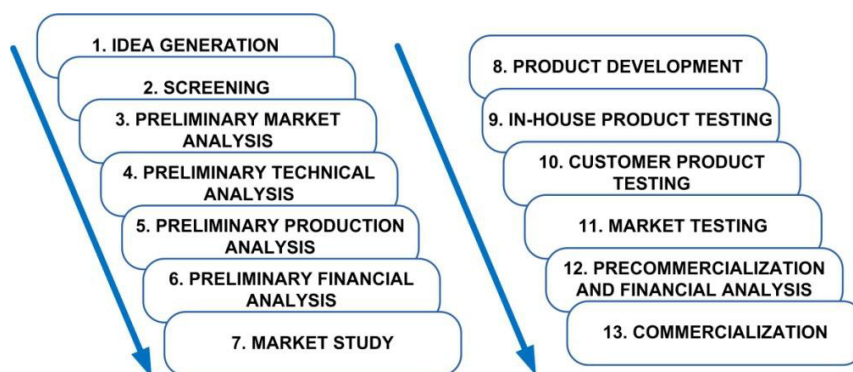 1. IDEA GENERATION
2. SCREENING
3. PRELIMINARY MARKET
ANALYSIS
4. PRELIMINARY TECHNICAL
ANALYSIS
5. PRELIMINARY PRODUCTION
ANALYSIS
6. PRELIMINARY FINANCIAL
ANALYSIS
7. MARKET STUDY
8. PRODUCT DEVELOPMENT
9. IN-HOUSE PRODUCT TESTING
10. CUSTOMER PRODUCT
TESTING
11. MARKET TESTING
12. PRECOMMERCIALIZATION
AND FINANCIAL ANALYSIS
13. COMMERCIALIZATION